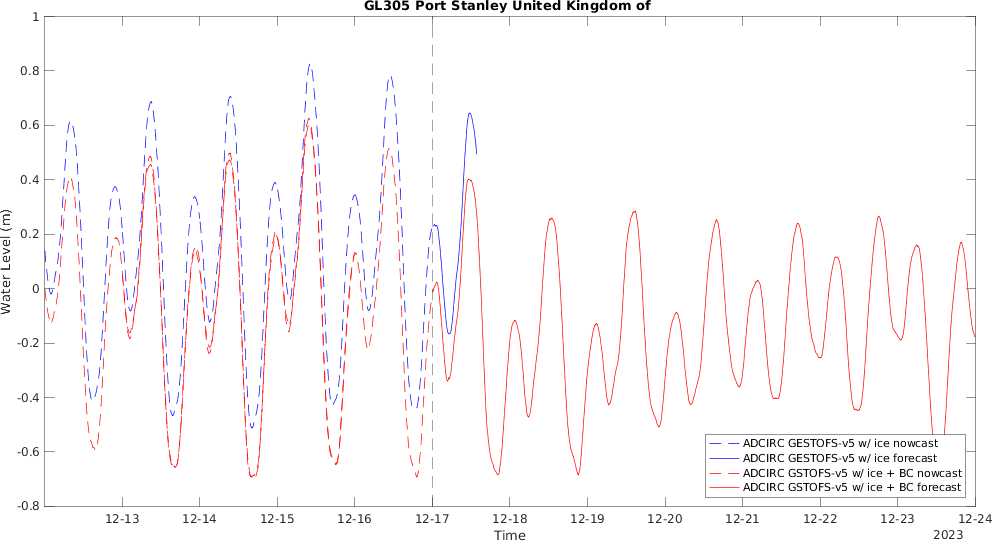 GL305 Port Stanley United Kingdom of
1
0.8
0.6
0.4
0.2
0
-0.2
-0.4
-0.6
-0.8
Water Level (m)
12-13 12-14 12-15 12-16 12-17 12-18 12-19 12-20 12-21 12-22 12-23 12-24
Time
2023
ADCIRC GESTOFS-v5 w/ ice nowcast
ADCIRC GESTOFS-v5 w/ ice forecast
ADCIRC GSTOFS-v5 w/ ice + BC nowcast
ADCIRC GSTOFS-v5 w/ ice + BC forecast